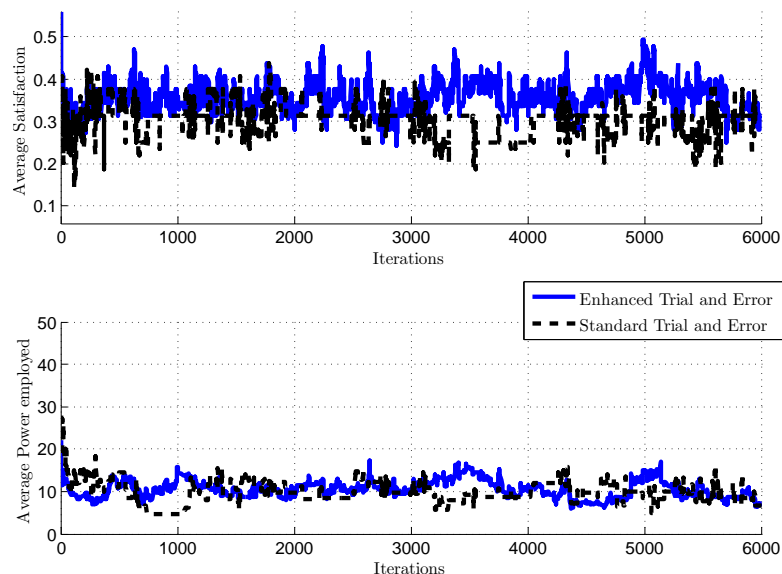 0.5
0.4
0.3
0.2
0.1
Average Satisfaction
0 1000 2000 3000 4000 5000 6000
Iterations
Enhanced Trial and Error
Standard Trial and Error
50
40
30
20
10
0
Average Power employed
0 1000 2000 3000 4000 5000 6000
Iterations